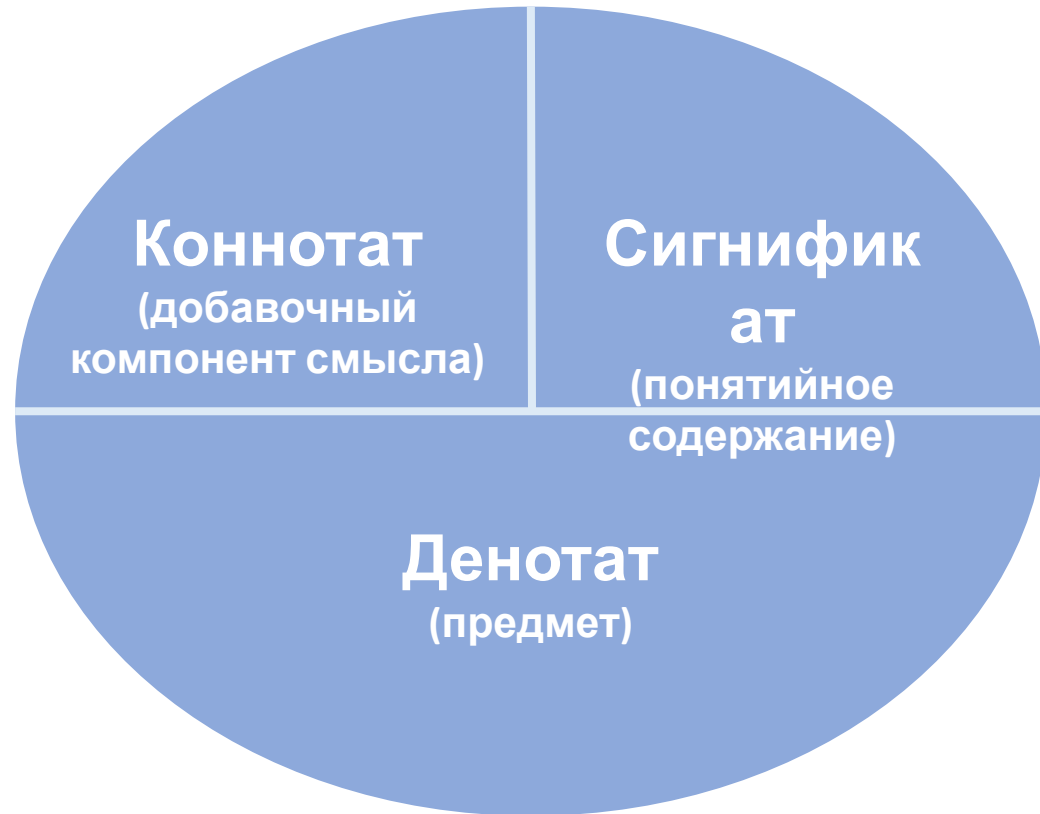 Коннотат
(добавочный
компонент смысла)
Сигнифик
ат
(понятийное
содержание)
Денотат
(предмет)